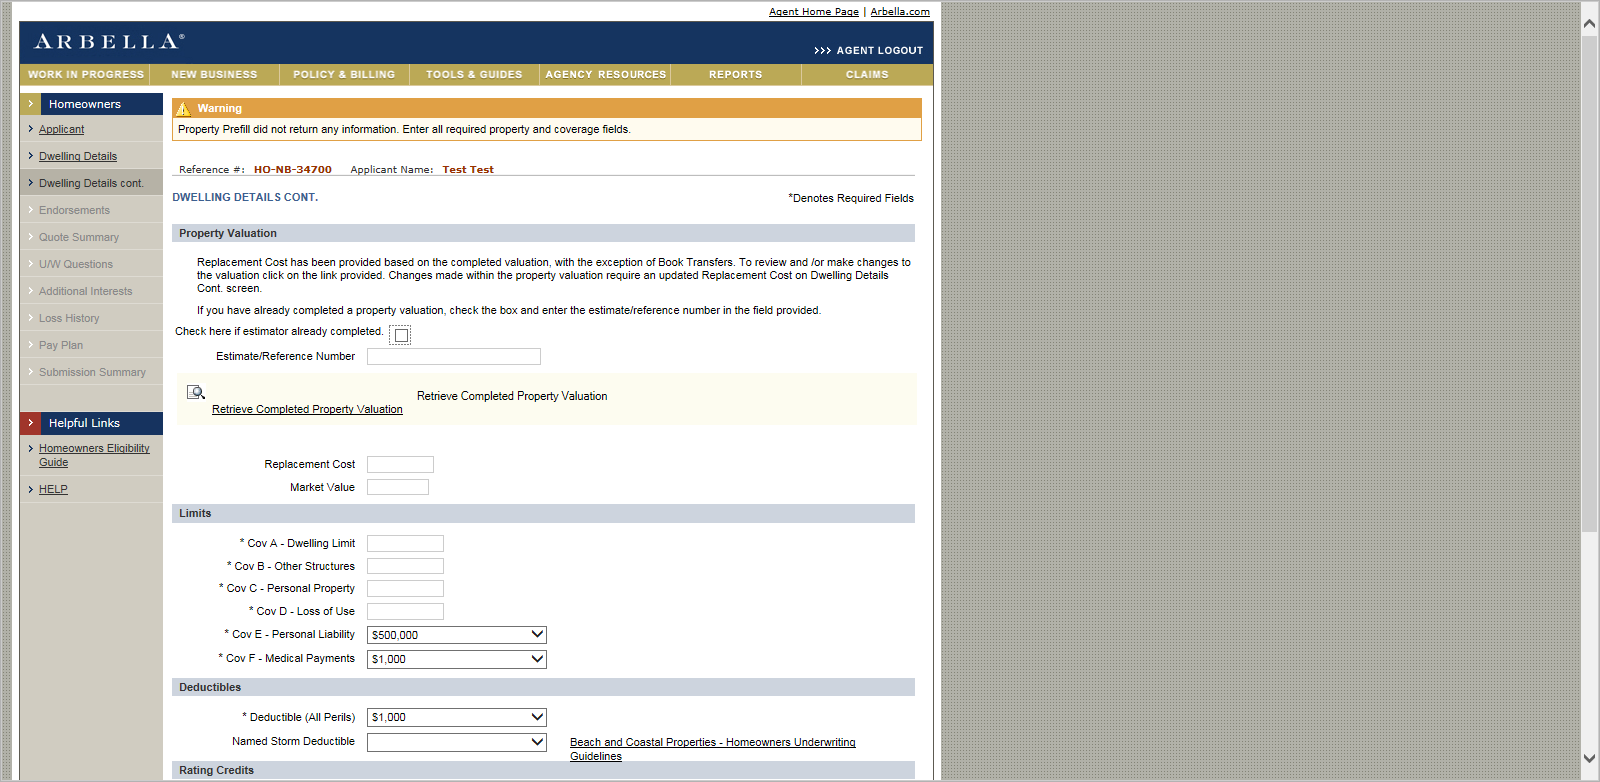 Agent Home Page | Arbella.com
ARBELLA®
>>> AGENT LOGOUT
WORK IN PROGRESS NEW BUSINESS POLICY & BILLING TOOLS & GUIDES AGENCY RESOURCES REPORTS CLAIMS
Homeowners
Applicant
Dwelling Details
Dwelling Details cont.
Endorsements
Quote Summary
U/W Questions
Additional Interests
Loss History
Pay Plan
Submission Summary
Helpful Links
Homeowners Eligibility
Guide
HELP
Warning
Property Prefill did not return any information. Enter all required property and coverage fields.
Reference #: HO-NB-34700 Applicant Name: Test Test
DWELLING DETAILS CONT.
*Denotes Required Fields
Property Valuation
Replacement Cost has been provided based on the completed valuation, with the exception of Book Transfers. To review and /or make changes to
the valuation click on the link provided. Changes made within the property valuation require an updated Replacement Cost on Dwelling Details
Cont. screen.
If you have already completed a property valuation, check the box and enter the estimate/reference number in the field provided.
Check here if estimator already completed.
Estimate/Reference Number
Retrieve Completed Property Valuation
Retrieve Completed Property Valuation
Replacement Cost
Market Value
Limits
* Cov A - Dwelling Limit
* Cov B - Other Structures
* Cov C - Personal Property
* Cov D - Loss of Use
* Cov E - Personal Liability $500,000
* Cov F - Medical Payments $1,000
Deductibles
* Deductible (All Perils) $1,000
Named Storm Deductible
Beach and Coastal Properties - Homeowners Underwriting
Guidelines
Rating Credits